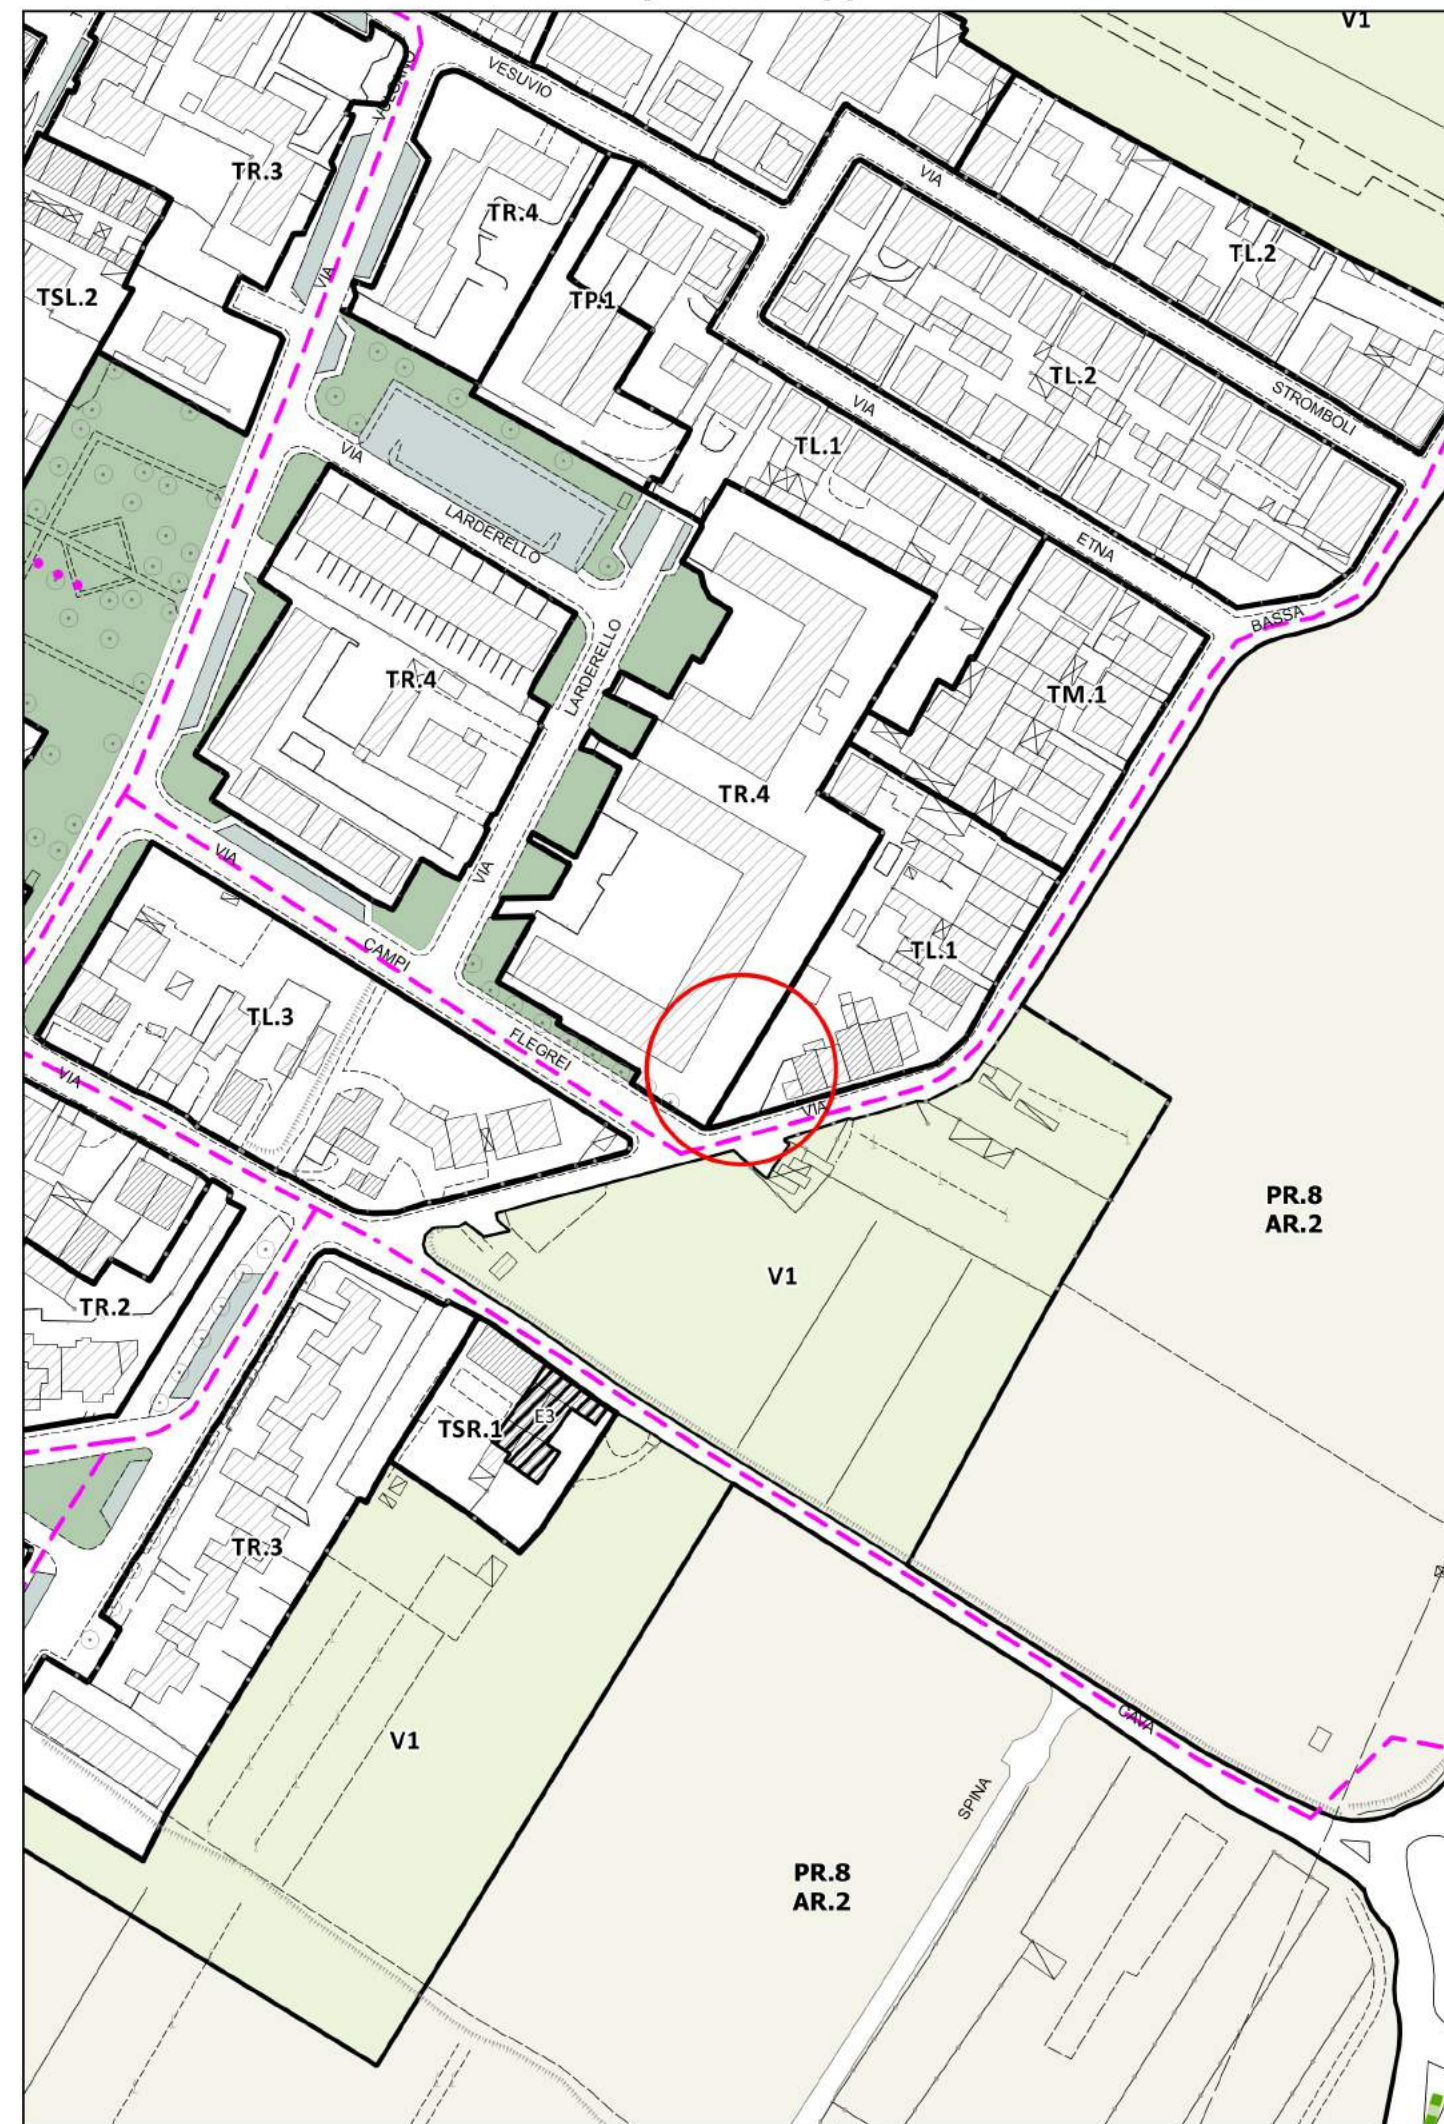 V1
VESUVIO
VULCANO
TR.3
VIA
TR.4
TL.2
TSL.2
VIA
TP.1
TL.2
STROMBOLI
VIA
TL.1
VIA
LARDERELLO
ETNA
BASSA
LARDERELLO
TR.4
TM.1
TR.4
VIA
VIA
CAMPI
TL.1
TL.3
FLEGREI
VIA
VIA
PR.8
AR.2
V1
TR.2
E3
TSR.1
TR.3
CAVA
V1
SPINA
PR.8
AR.2